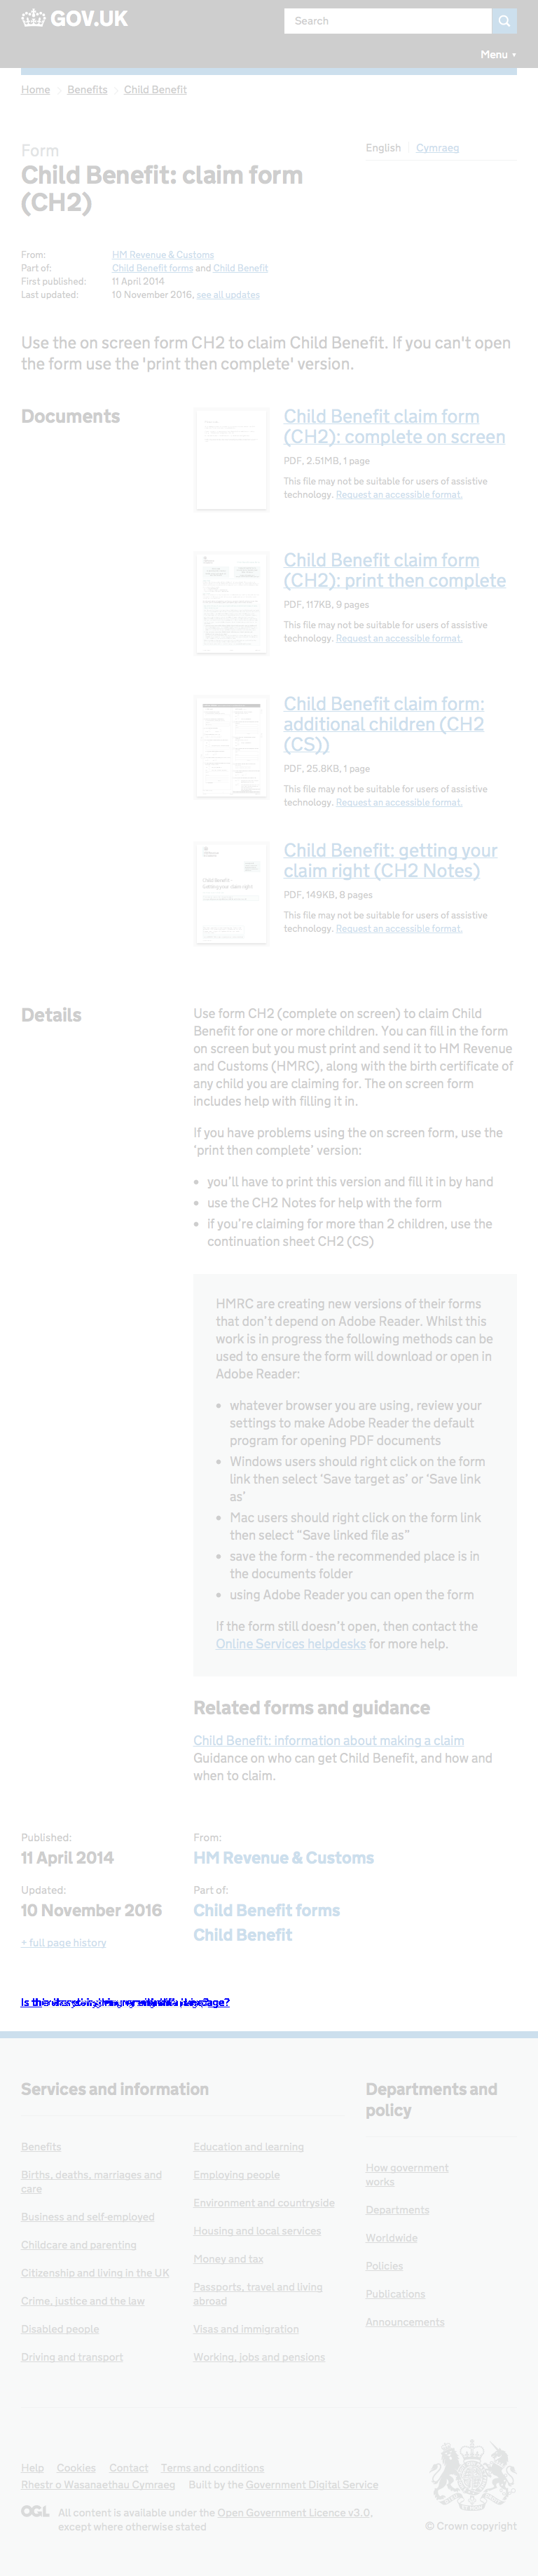 GOV.UK
Search
Menu ▼
Home
Benefits
Child Benefit
Form
Child Benefit: claim form
(CH2)
English
Cymraeg
From:
HM Revenue & Customs
Part of:
Child Benefit forms and Child Benefit
First published:
11 April 2014
Last updated:
10 November 2016, see all updates
Use the on screen form CH2 to claim Child Benefit. If you can't open
the form use the 'print then complete' version.
Documents
Child Benefit claim form
(CH2): complete on screen
PDF, 2.51MB, 1 page
This file may not be suitable for users of assistive
technology. Request an accessible format.
Child Benefit claim form
(CH2): print then complete
PDF, 117KB, 9 pages
This file may not be suitable for users of assistive
technology. Request an accessible format.
Child Benefit claim form:
additional children (CH2
(CS))
PDF, 25.8KB, 1 page
This file may not be suitable for users of assistive
technology. Request an accessible format.
Child Benefit: getting your
claim right (CH2 Notes)
PDF, 149KB, 8 pages
This file may not be suitable for users of assistive
technology. Request an accessible format.
Details
Use form CH2 (complete on screen) to claim Child
Benefit for one or more children. You can fill in the form
on screen but you must print and send it to HM Revenue
and Customs (HMRC), along with the birth certificate of
any child you are claiming for. The on screen form
includes help with filling it in.
If you have problems using the on screen form, use the
‘print then complete’ version:
• you’ll have to print this version and fill it in by hand
• use the CH2 Notes for help with the form
• if you’re claiming for more than 2 children, use the
continuation sheet CH2 (CS)
HMRC are creating new versions of their forms
that don’t depend on Adobe Reader. Whilst this
work is in progress the following methods can be
used to ensure the form will download or open in
Adobe Reader:
• whatever browser you are using, review your
settings to make Adobe Reader the default
program for opening PDF documents
• Windows users should right click on the form
link then select ‘Save target as’ or ‘Save link
as’
• Mac users should right click on the form link
then select “Save linked file as”
• save the form - the recommended place is in
the documents folder
• using Adobe Reader you can open the form
If the form still doesn’t open, then contact the
Online Services helpdesks for more help.
Related forms and guidance
Child Benefit: information about making a claim
Guidance on who can get Child Benefit, and how and
when to claim.
Published:
11 April 2014
From:
HM Revenue & Customs
Updated:
10 November 2016
Part of:
Child Benefit forms
Child Benefit
+ full page history
Services and information
Departments and
policy
Benefits
Births, deaths, marriages and
care
Business and self-employed
Childcare and parenting
Citizenship and living in the UK
Crime, justice and the law
Disabled people
Driving and transport
Education and learning
Employing people
Environment and countryside
Housing and local services
Money and tax
Passports, travel and living
abroad
Visas and immigration
Working, jobs and pensions
How government
works
Departments
Worldwide
Policies
Publications
Announcements
Help
Cookies
Contact
Terms and conditions
Rhestr o Wasanaethau Cymraeg
Built by the Government Digital Service
OGL
All content is available under the Open Government Licence v3.0,
except where otherwise stated
© Crown copyright